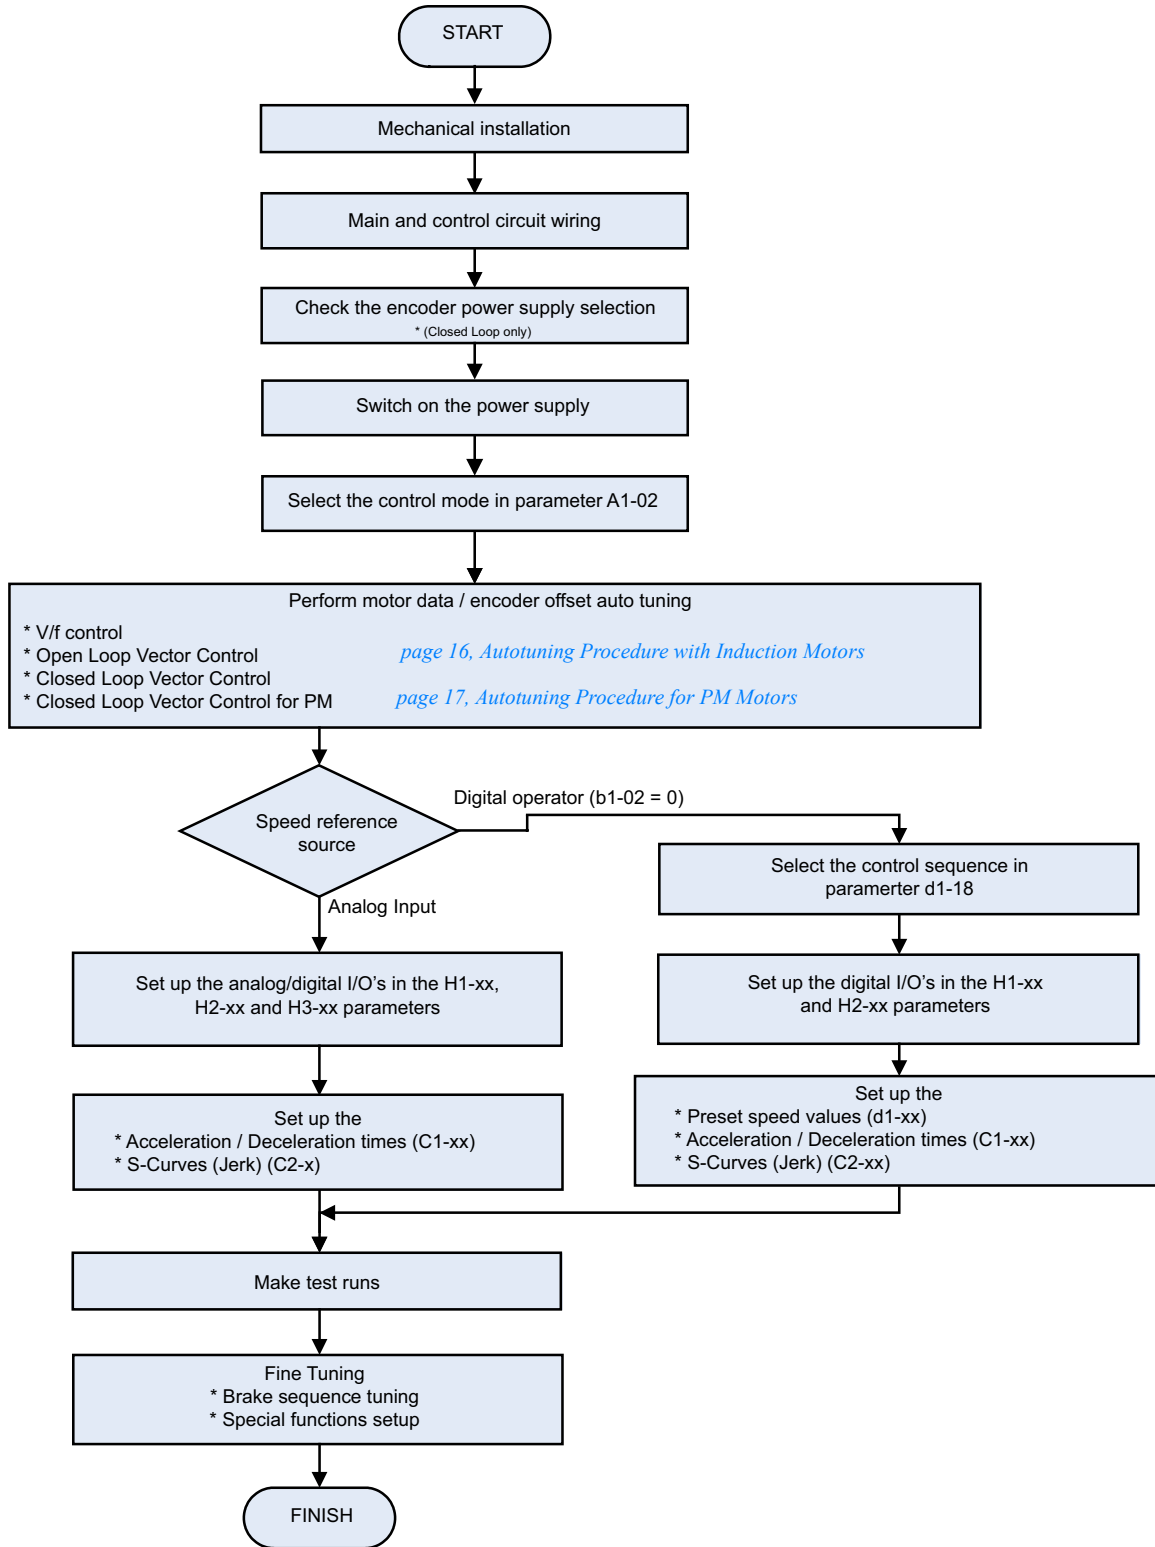 START
Mechanical installation
Main and control circuit wiring
Check the encoder power supply selection
* (Closed Loop only)
Switch on the power supply
Select the control mode in parameter A1-02
Perform motor data / encoder offset auto tuning
* V/f control
* Open Loop Vector Control
page 16, Autotuning Procedure with Induction Motors
* Closed Loop Vector Control
* Closed Loop Vector Control for PM
page 17, Autotuning Procedure for PM Motors
Speed reference
source
Digital operator (b1-02 = 0)
Analog Input
Select the control sequence in
paramerter d1-18
Set up the analog/digital I/O's in the H1-xx,
H2-xx and H3-xx parameters
Set up the digital I/O's in the H1-xx
and H2-xx parameters
Set up the
* Acceleration / Deceleration times (C1-xx)
* S-Curves (Jerk) (C2-x)
Set up the
* Preset speed values (d1-xx)
* Acceleration / Deceleration times (C1-xx)
* S-Curves (Jerk) (C2-xx)
Make test runs
Fine Tuning
* Brake sequence tuning
* Special functions setup
FINISH